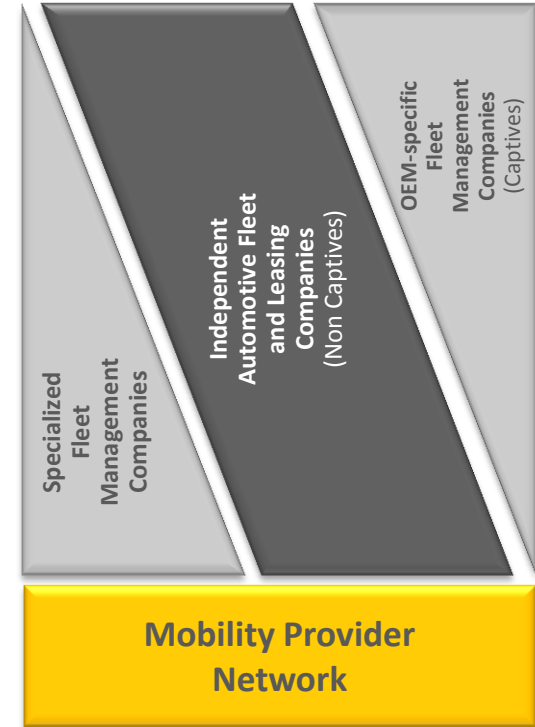 Specialized
Fleet
Management
Companies
Independent
Automotive Fleet
and Leasing
Companies
(Non Captives)
OEM-specific
Fleet
Management
Companies
(Captives)
Mobility Provider
Network